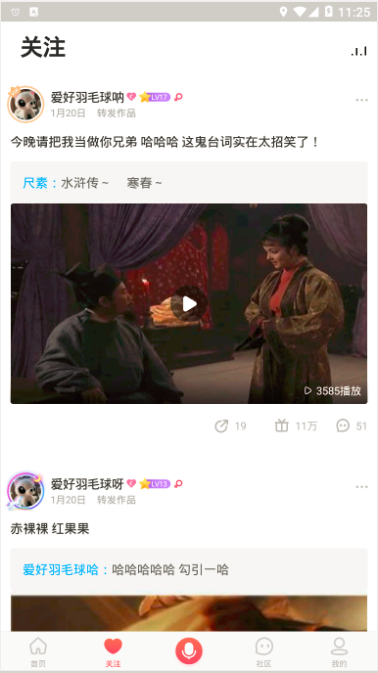 11:25
关注
爱好羽毛球呐 LV17
1月20日 转发作品
今晚请把我当做你兄弟 哈哈哈 这鬼台词实在太招笑了！
尺素：水浒传~ 寒春~
3585播放
19 11万 51
爱好羽毛球呀 LV13
1月20日 转发作品
赤裸裸 红果果
爱好羽毛球哈：哈哈哈哈哈 勾引一哈
首页 关注 社区 我的